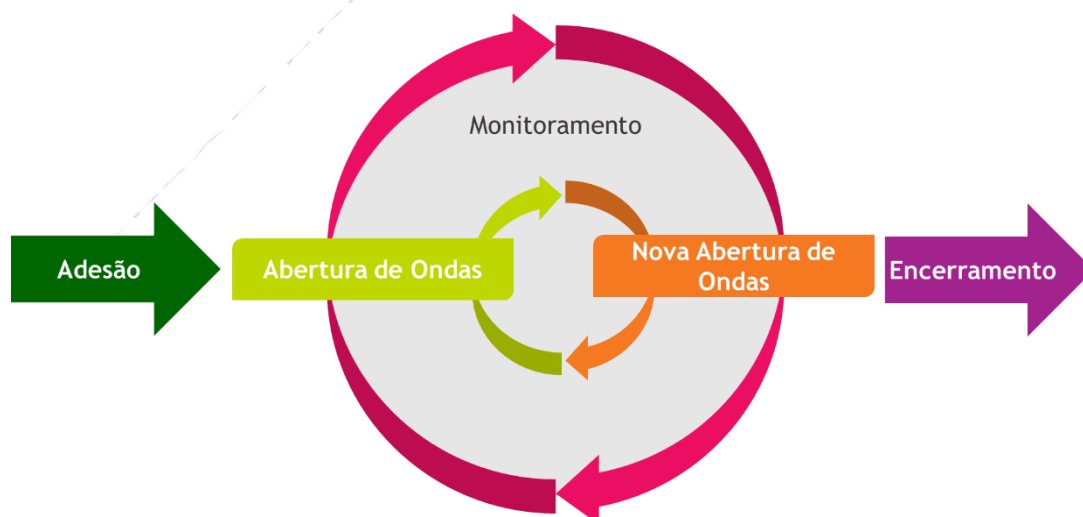 Monitoramento
Adesão
Abertura de Ondas
Nova Abertura de
Ondas
Encerramento